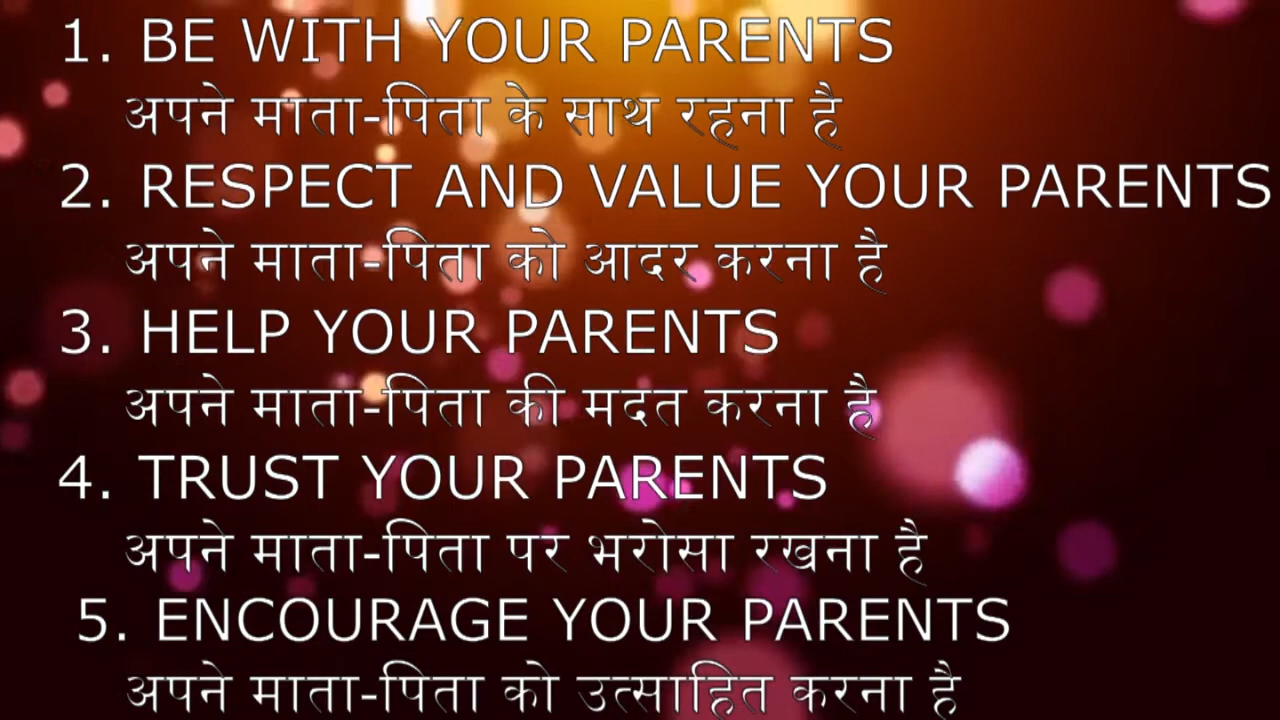 1. BE WITH YOUR PARENTS
अपने माता-पिता के साथ रहना है
2. RESPECT AND VALUE YOUR PARENTS
अपने माता-पिता को आदर करना है
3. HELP YOUR PARENTS
अपने माता-पिता की मदत करना है
4. TRUST YOUR PARENTS
अपने माता-पिता पर भरोसा रखना है
5. ENCOURAGE YOUR PARENTS
अपने माता-पिता को उत्साहित करना है